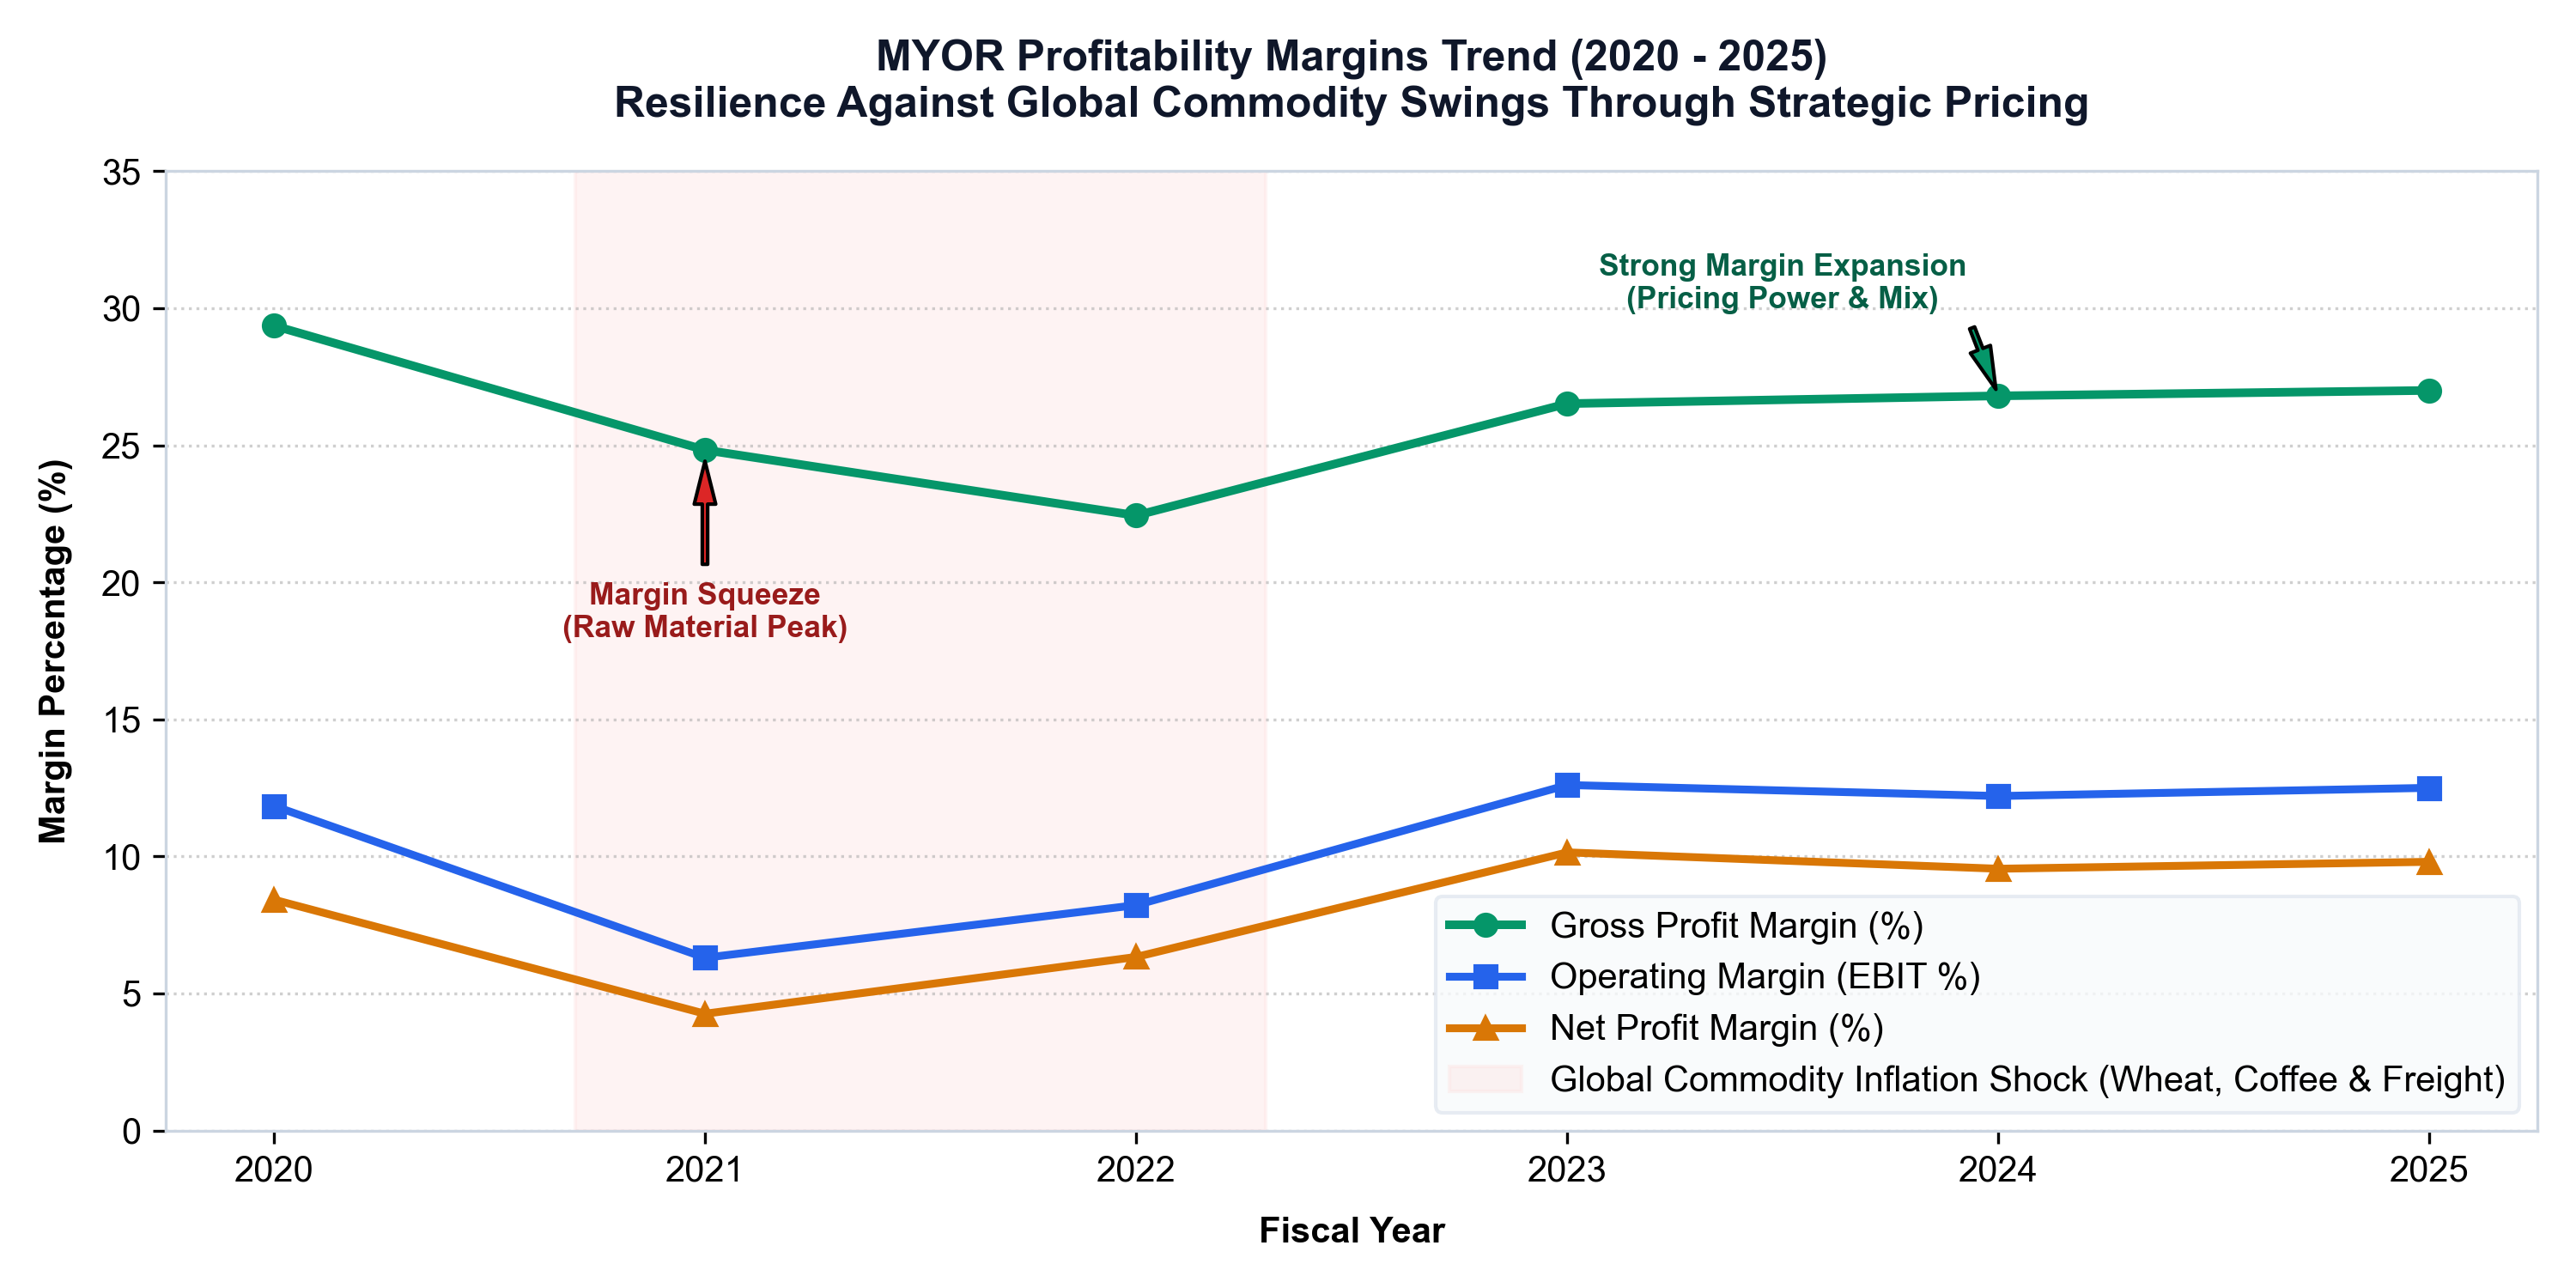 MYOR Profitability Margins Trend (2020 - 2025)
Resilience Against Global Commodity Swings Through Strategic Pricing
Margin Percentage (%)
35
30
25
20
15
10
5
0
Strong Margin Expansion
(Pricing Power & Mix)
Margin Squeeze
(Raw Material Peak)
Gross Profit Margin (%)
Operating Margin (EBIT %)
Net Profit Margin (%)
Global Commodity Inflation Shock (Wheat, Coffee & Freight)
2020 2021 2022 2023 2024 2025
Fiscal Year